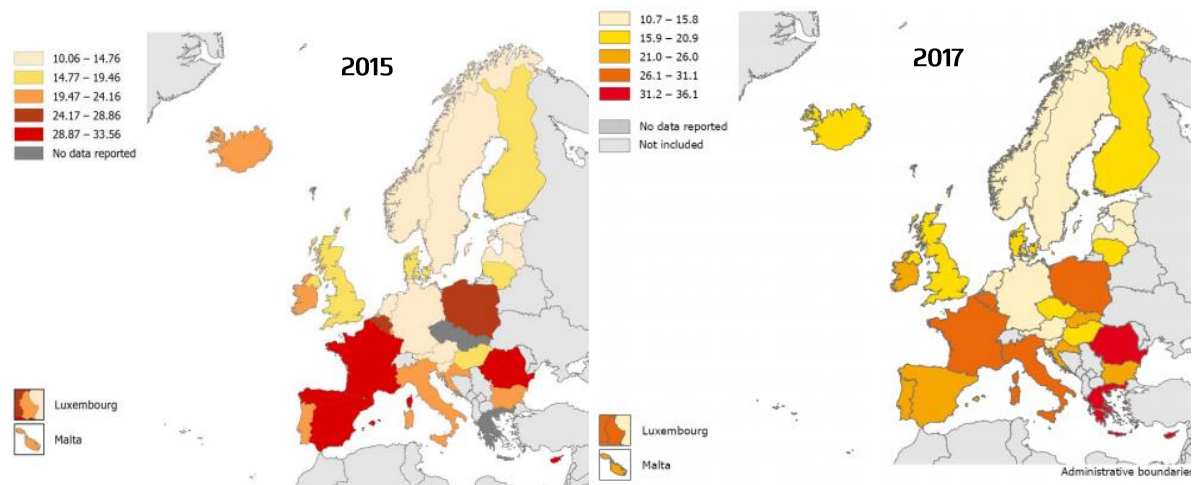 2015
10.06 – 14.76
14.77 – 19.46
19.47 – 24.16
24.17 – 28.86
28.87 – 33.56
No data reported
Luxembourg
Malta
2017
10.7 – 15.8
15.9 – 20.9
21.0 – 26.0
26.1 – 31.1
31.2 – 36.1
No data reported
Not included
Luxembourg
Malta
Administrative boundaries